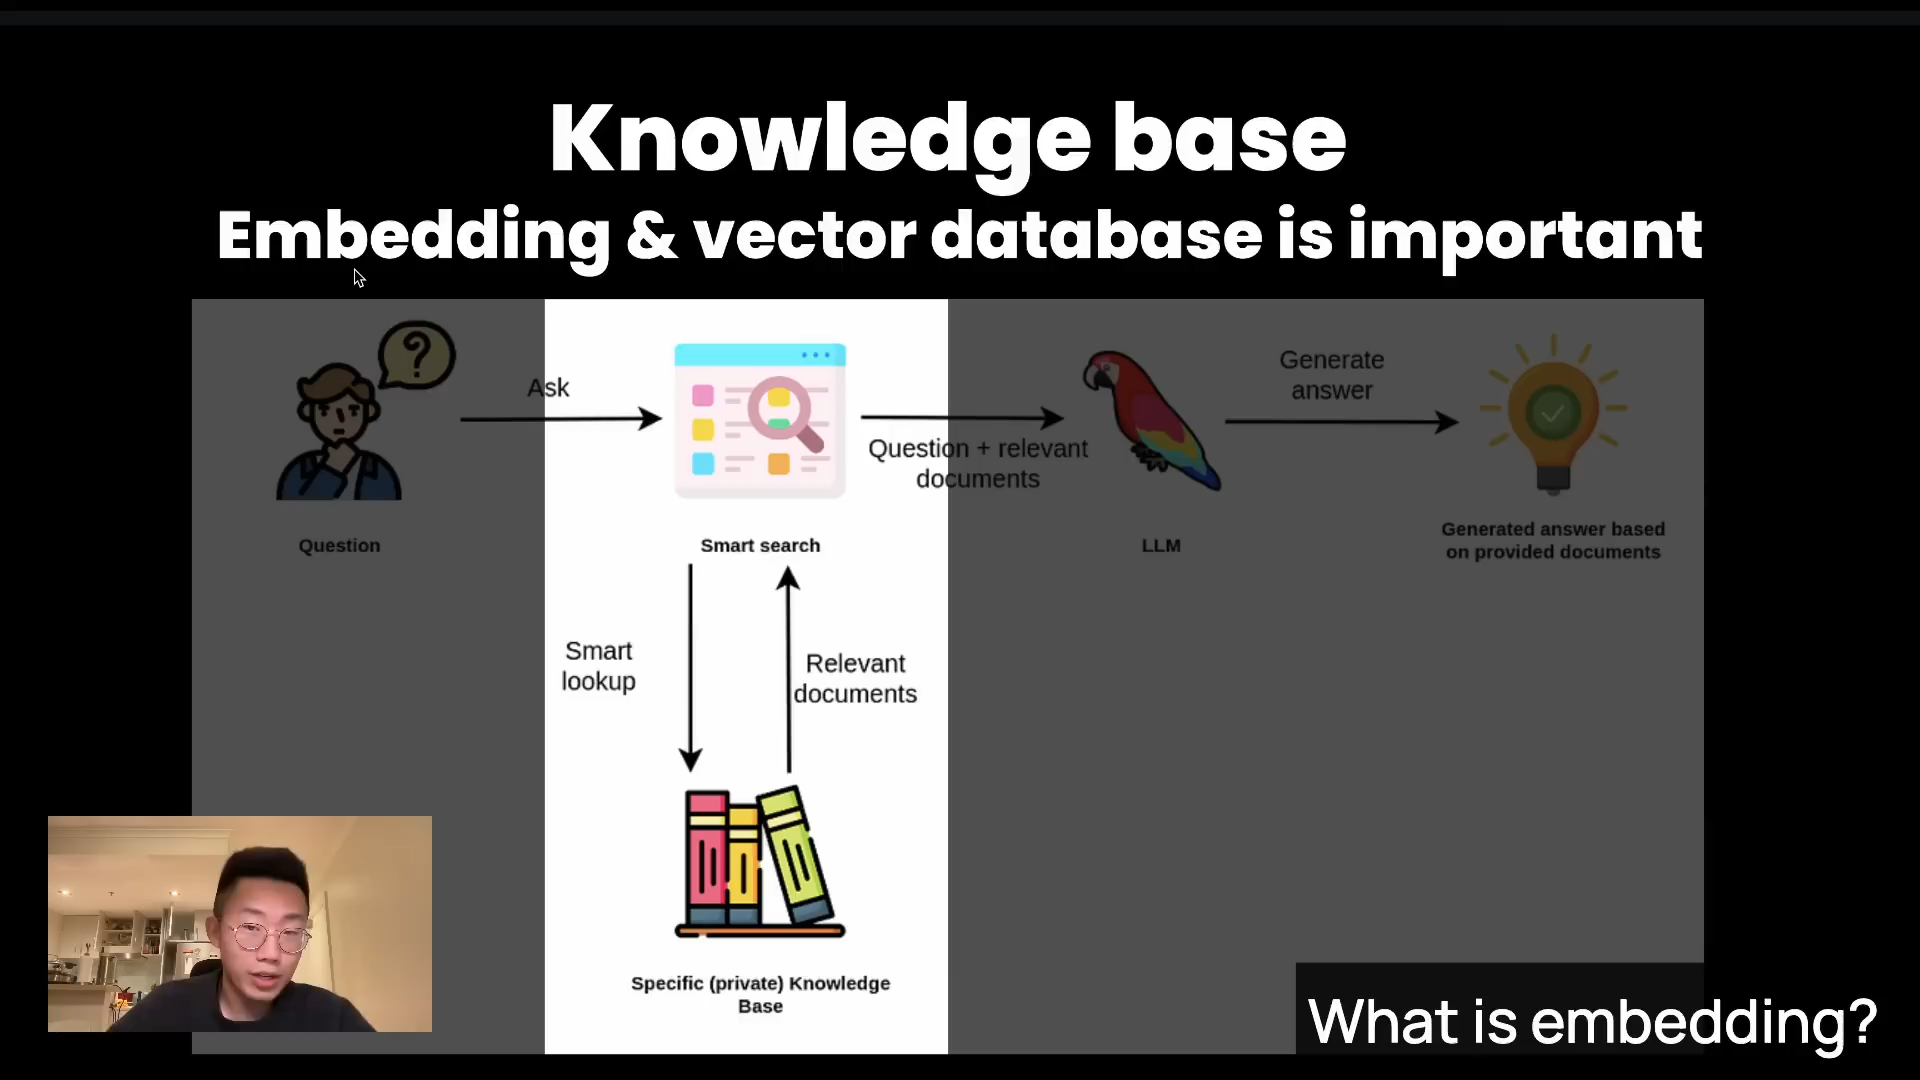 Knowledge base
Embedding & vector database is important
?
Ask
Generate
answer
Question + relevant
documents
Question
Smart search
LLM
Generated answer based
on provided documents
Smart
lookup
Relevant
documents
Specific (private) Knowledge
Base
What is embedding?